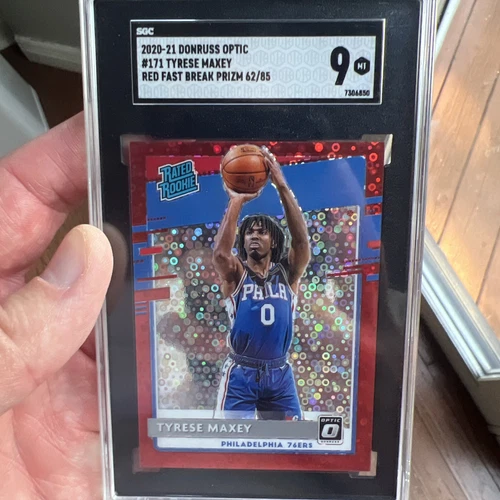 SGC
2020-21 DONRUSS OPTIC
#171 TYRESE MAXEY
RED FAST BREAK PRIZM 62/85
9
MT
7306850
RATED
ROOKIE
PHILA
0
TYRESE MAXEY
OPTIC
PHILADELPHIA 76ERS